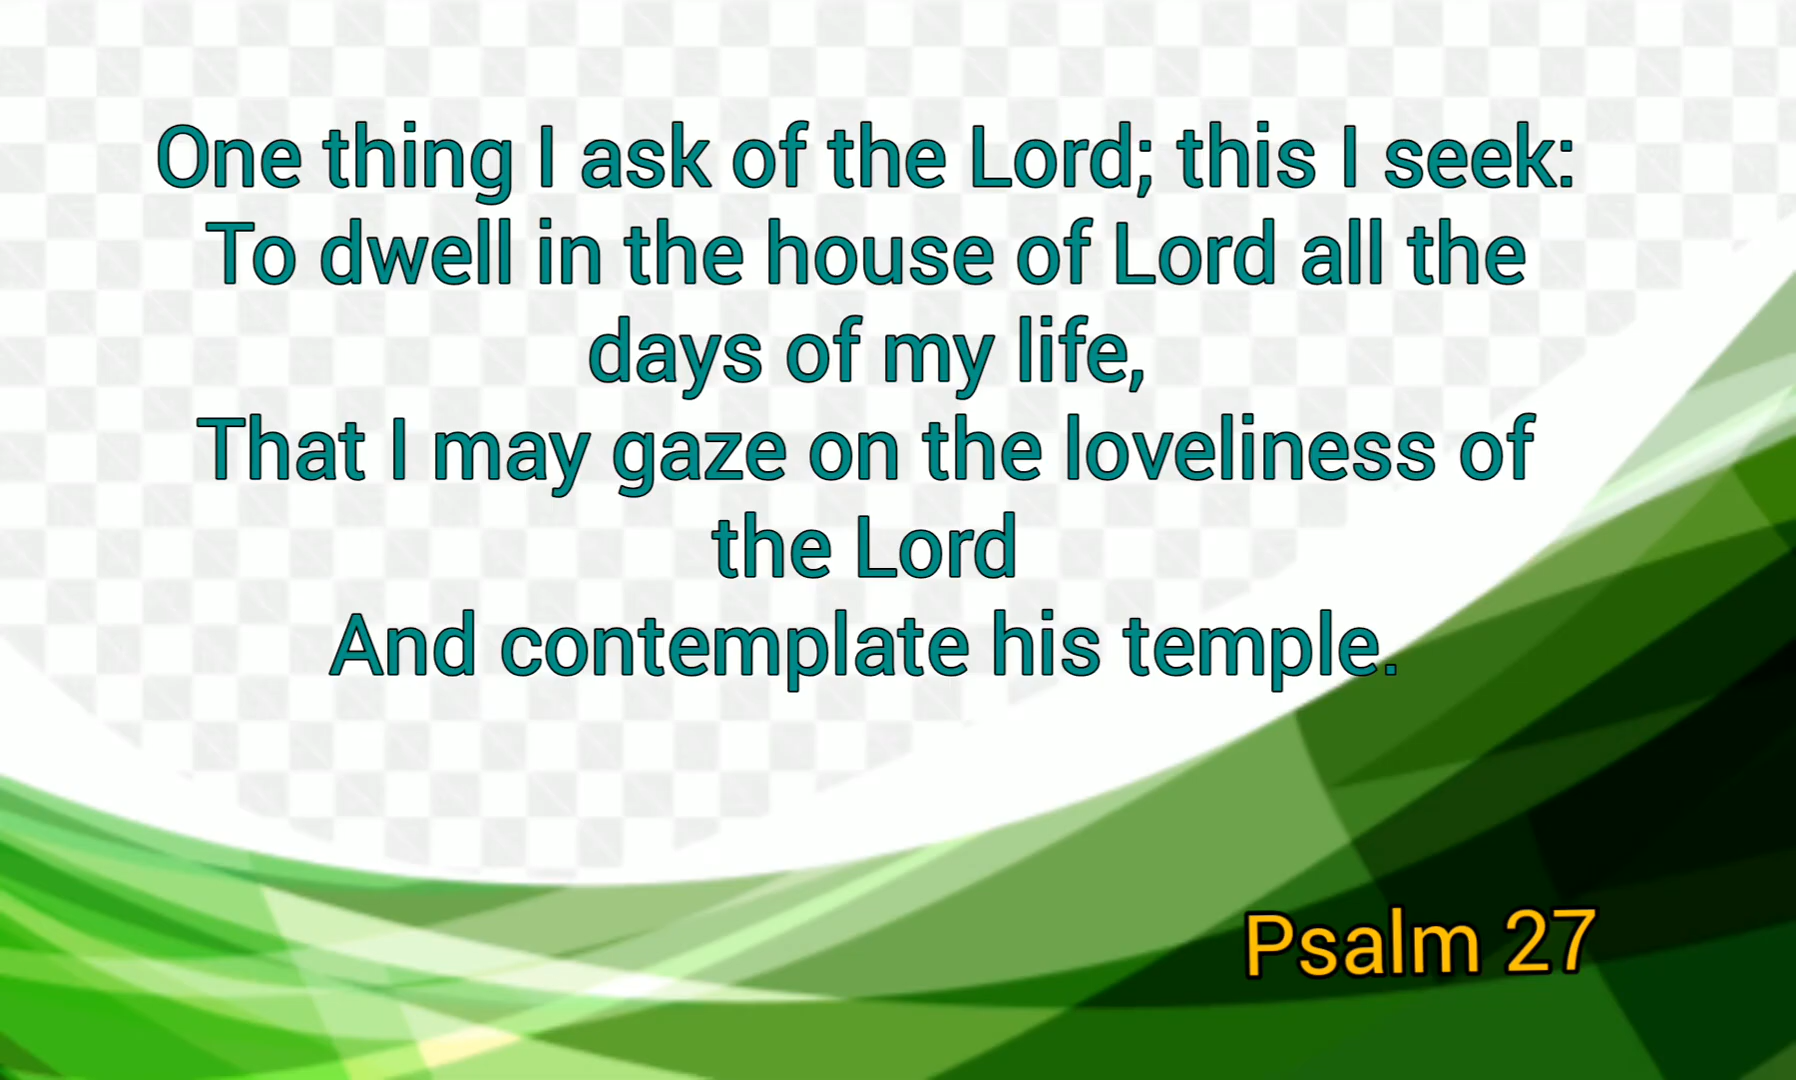 One thing I ask of the Lord; this I seek:
To dwell in the house of Lord all the
days of my life,
That I may gaze on the loveliness of
the Lord
And contemplate his temple.
Psalm 27